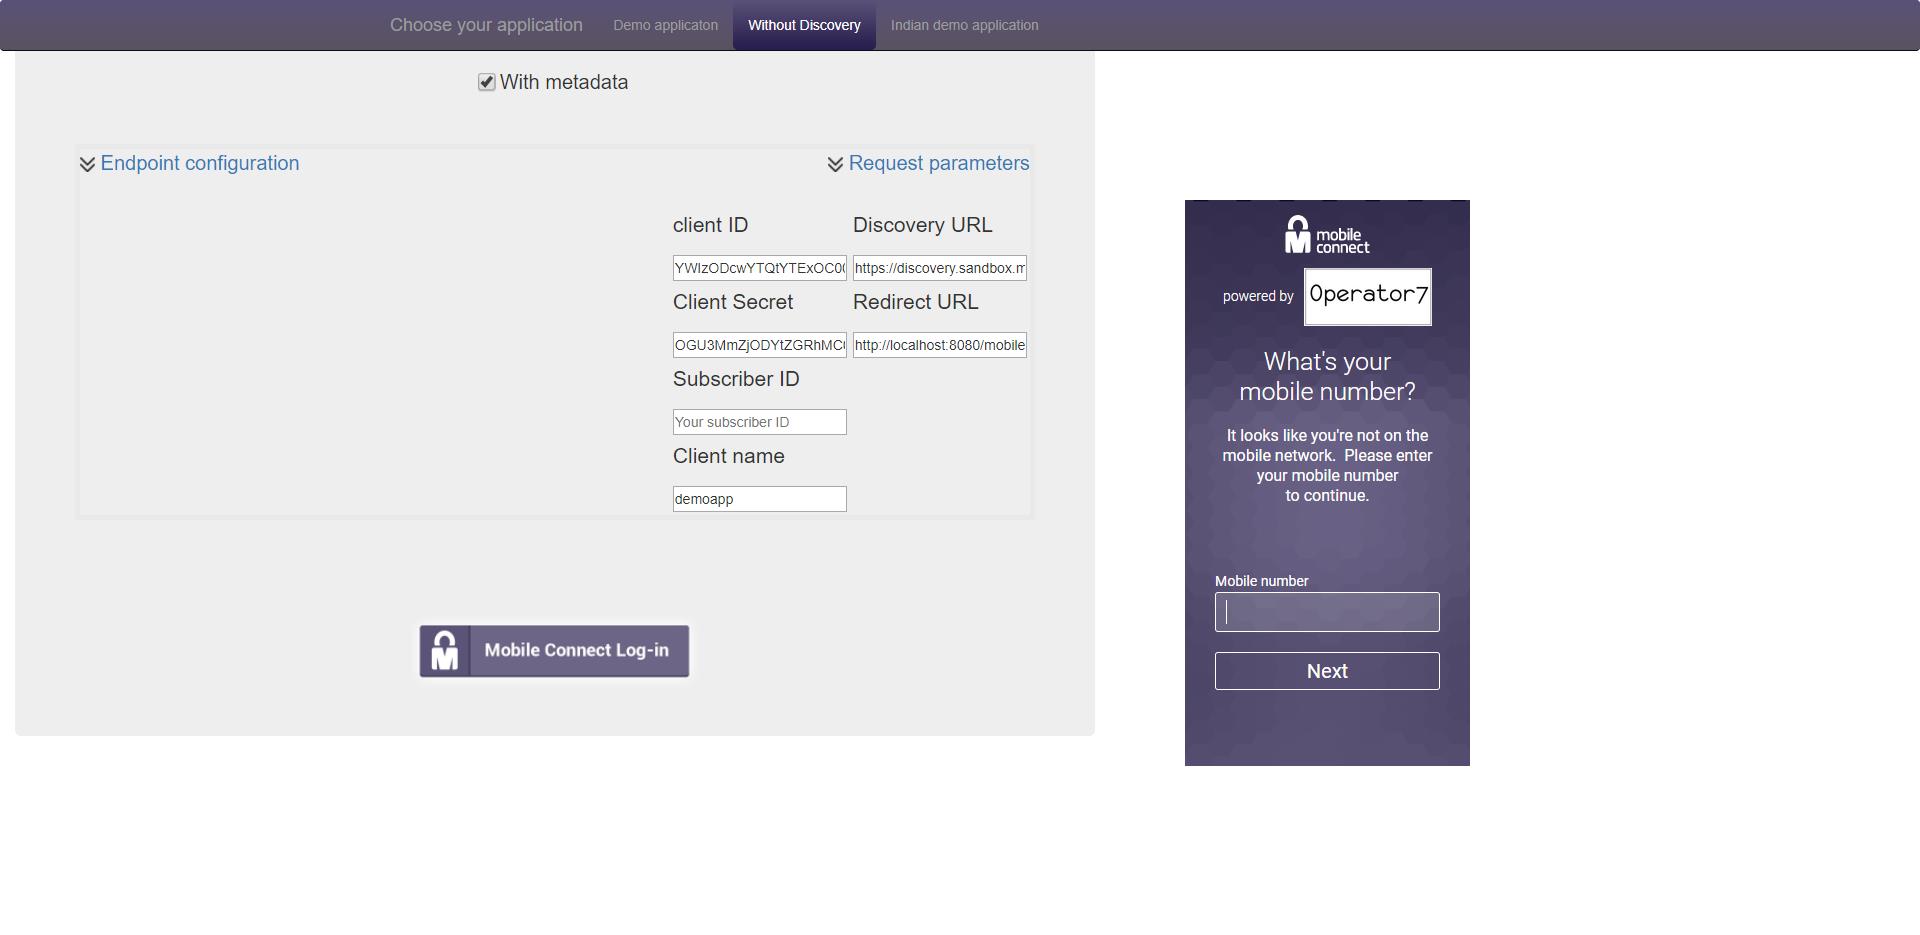 Choose your application Demo applicaton Without Discovery Indian demo application
With metadata
Endpoint configuration Request parameters
client ID Discovery URL
https://discovery.sandbox.m
Client Secret Redirect URL
http://localhost:8080/mobile
Subscriber ID
Your subscriber ID
Client name
demoapp
Mobile Connect Log-in
mobile
connect
powered by Operator7
What's your
mobile number?
It looks like you're not on the
mobile network. Please enter
your mobile number
to continue.
Mobile number
Next